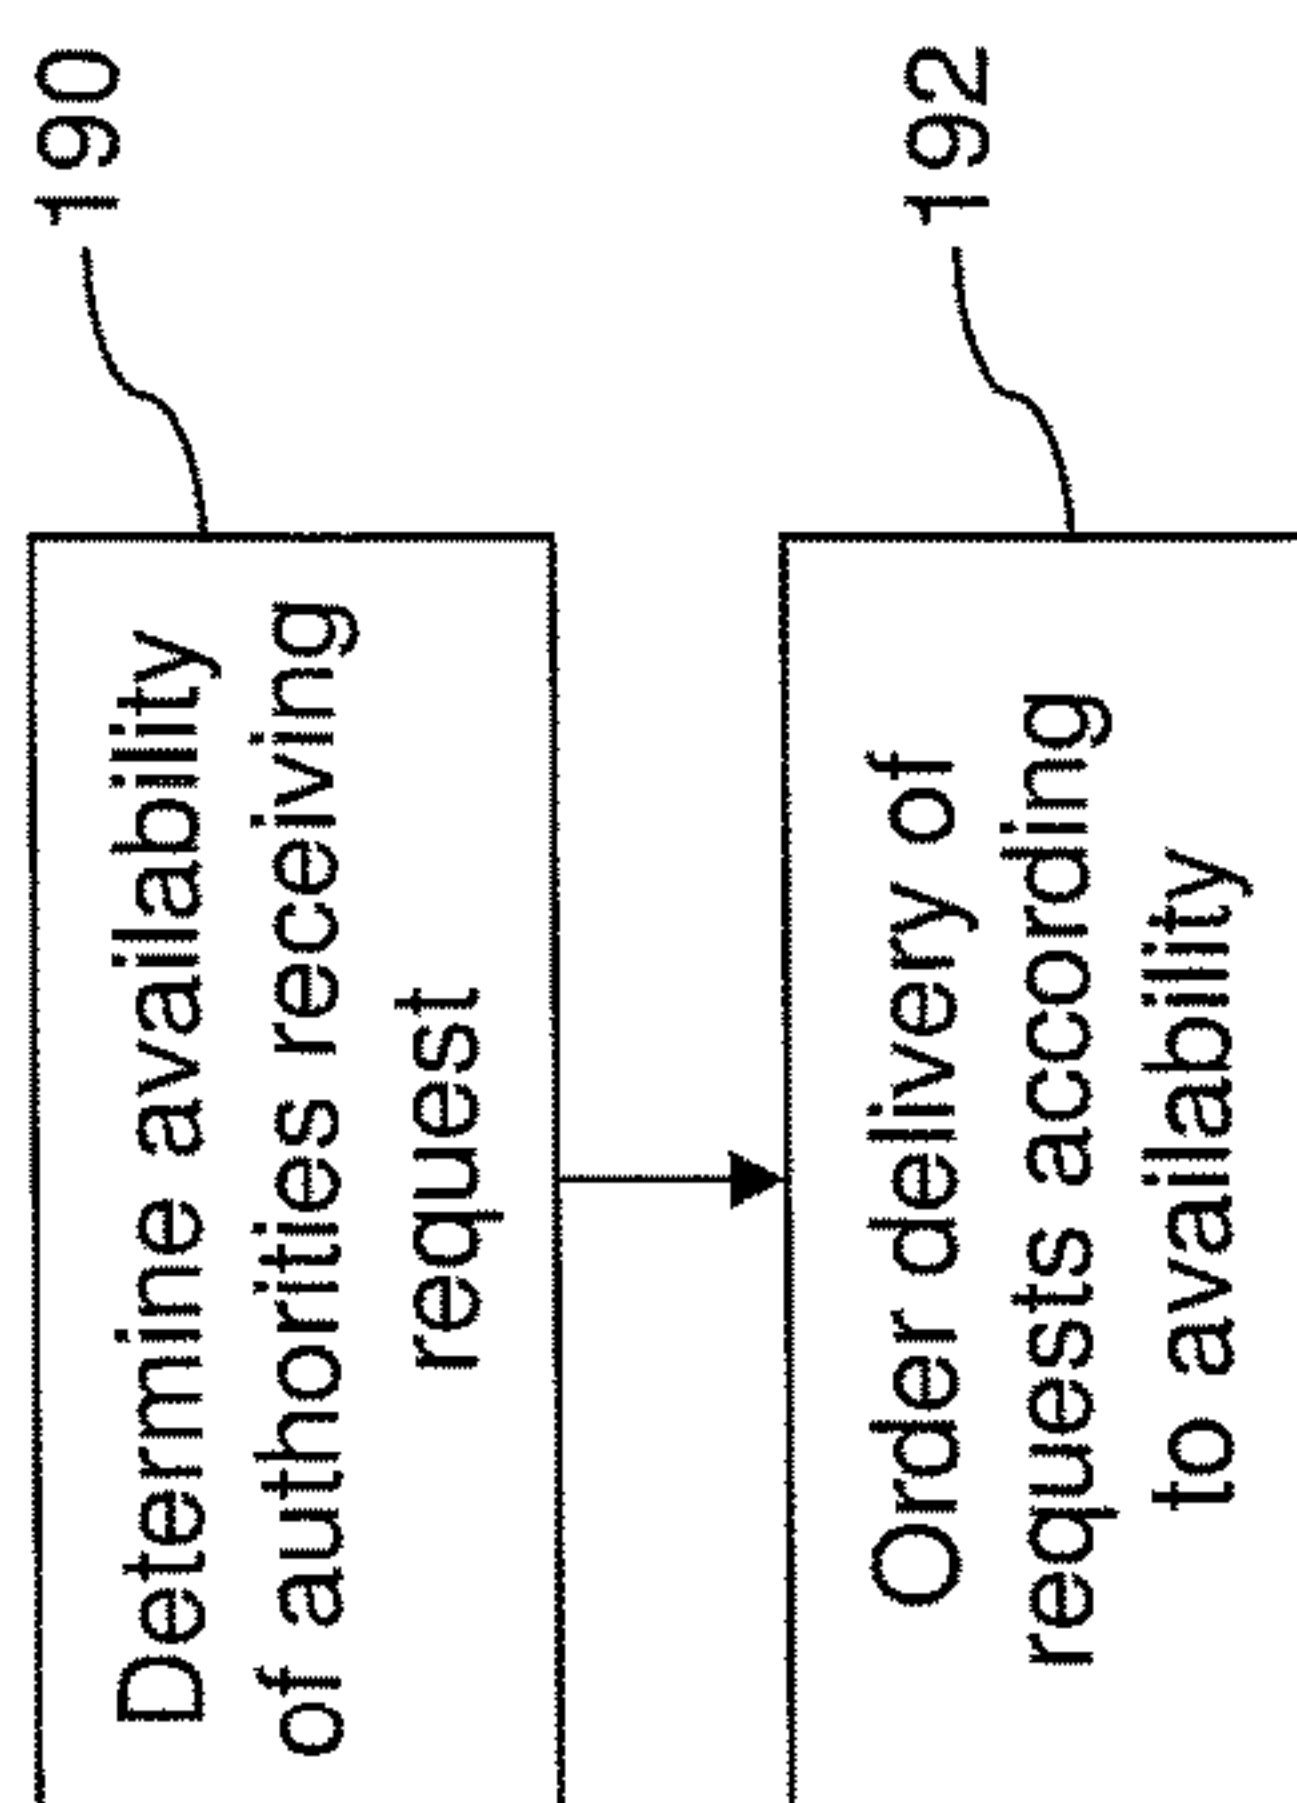 Determine availability
of authorities receiving
request
190
Order delivery of
requests according
to availability
192